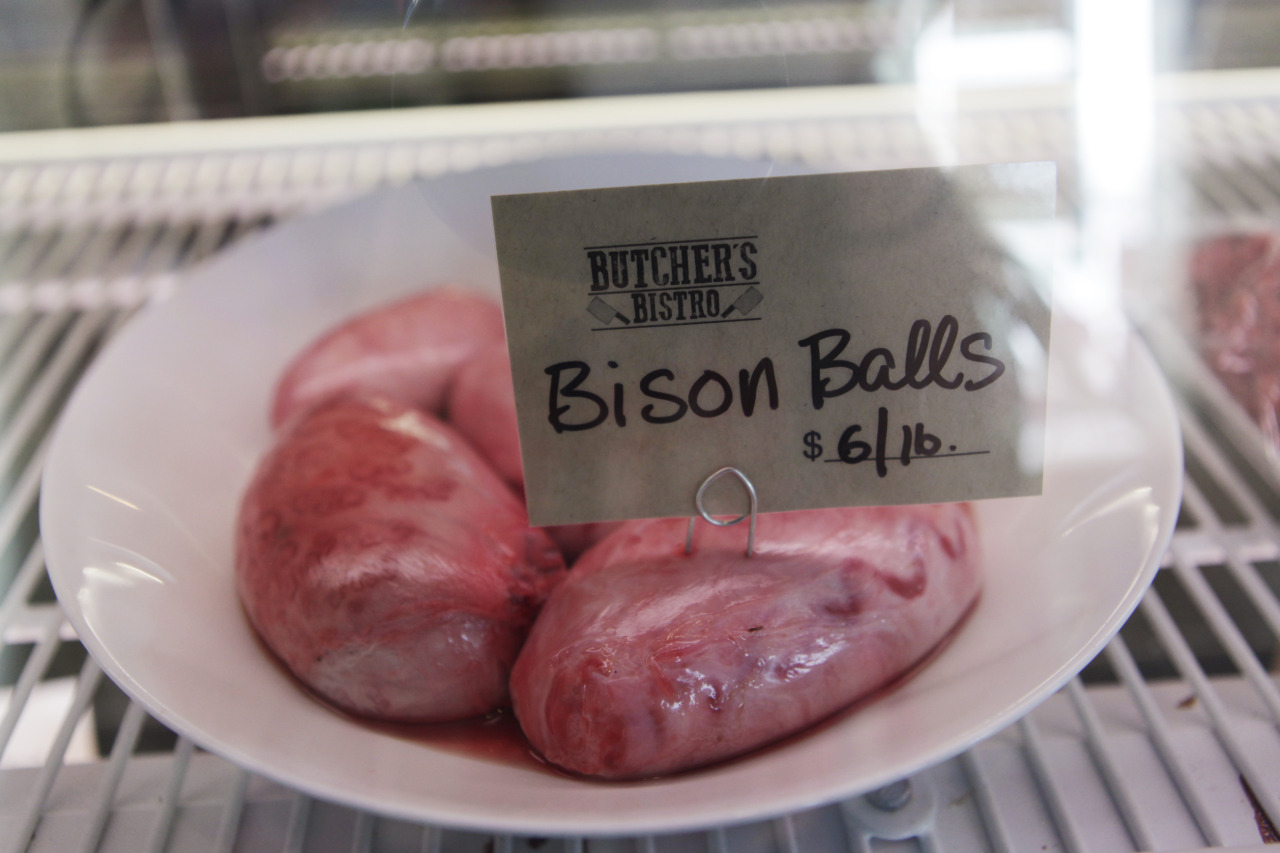 BUTCHER'S
BISTRO
Bison Balls
$ 6/lb.